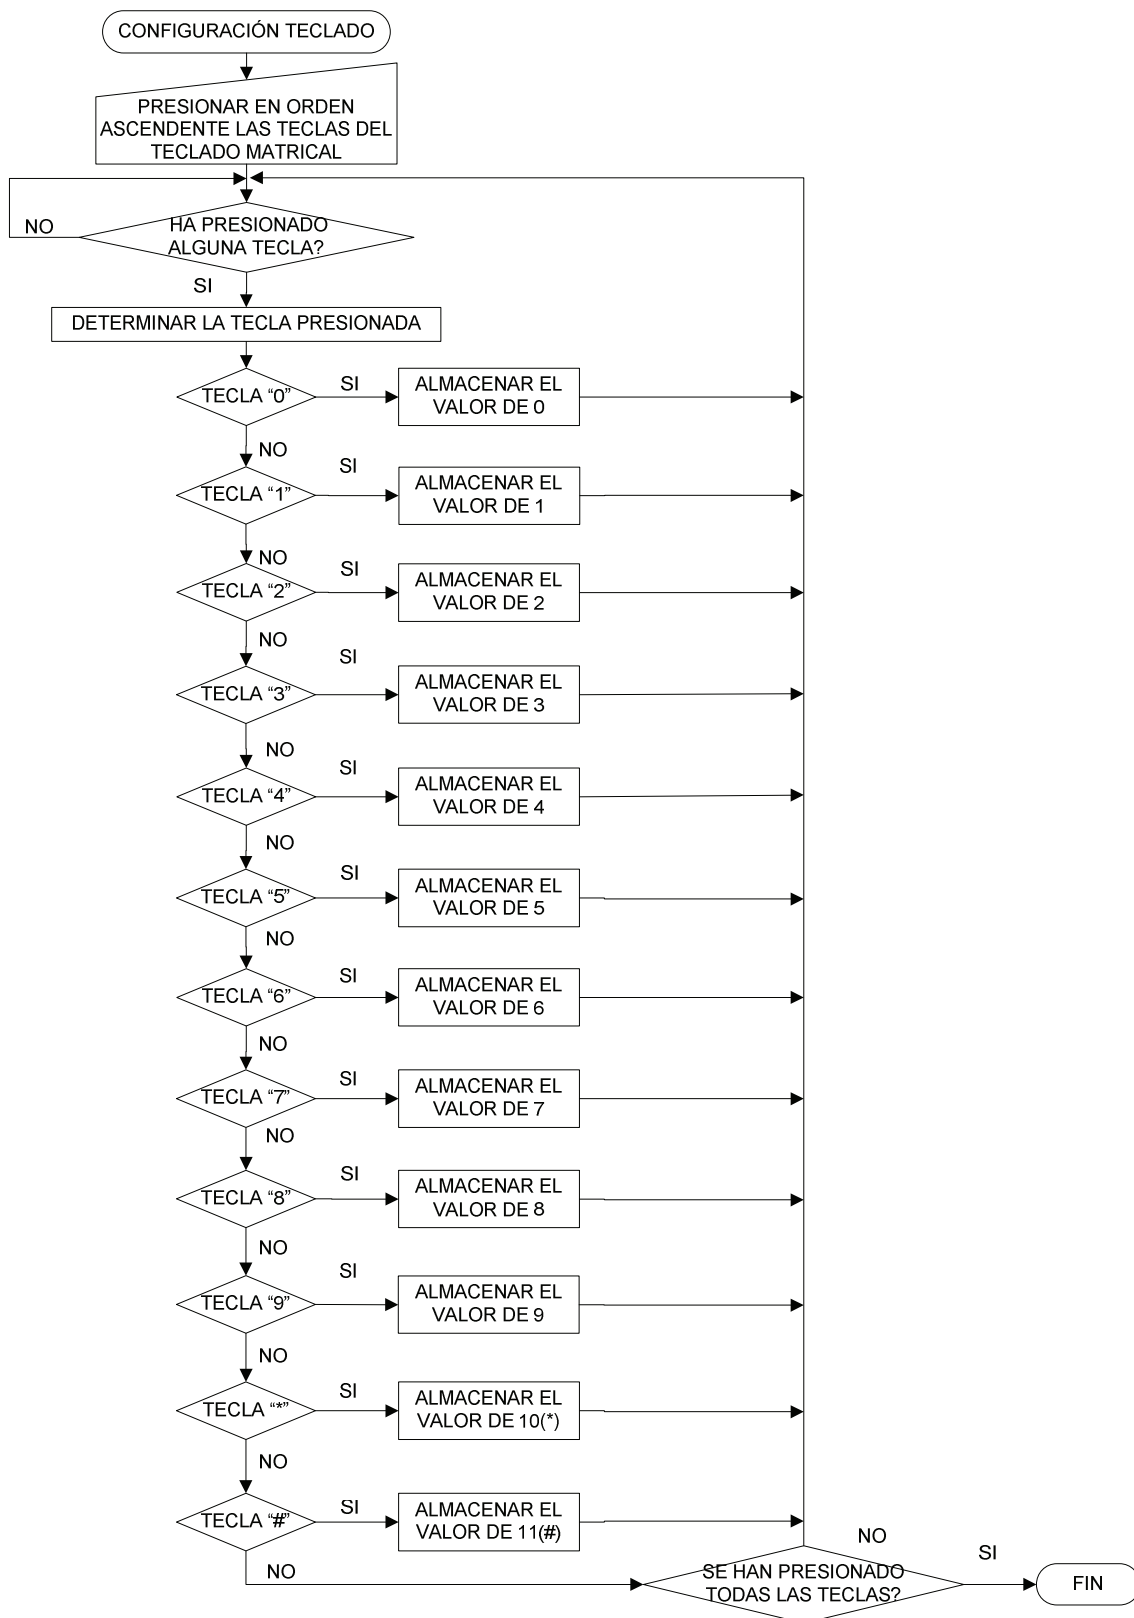 CONFIGURACIÓN TECLADO
PRESIONAR EN ORDEN
ASCENDENTE LAS TECLAS DEL
TECLADO MATRICAL
HA PRESIONADO
ALGUNA TECLA?
NO
SI
DETERMINAR LA TECLA PRESIONADA
TECLA “0”
SI
ALMACENAR EL
VALOR DE 0
NO
TECLA “1”
SI
ALMACENAR EL
VALOR DE 1
NO
TECLA “2”
SI
ALMACENAR EL
VALOR DE 2
NO
TECLA “3”
SI
ALMACENAR EL
VALOR DE 3
NO
TECLA “4”
SI
ALMACENAR EL
VALOR DE 4
NO
TECLA “5”
SI
ALMACENAR EL
VALOR DE 5
NO
TECLA “6”
SI
ALMACENAR EL
VALOR DE 6
NO
TECLA “7”
SI
ALMACENAR EL
VALOR DE 7
NO
TECLA “8”
SI
ALMACENAR EL
VALOR DE 8
NO
TECLA “9”
SI
ALMACENAR EL
VALOR DE 9
NO
TECLA “*”
SI
ALMACENAR EL
VALOR DE 10(*)
NO
TECLA “#”
SI
ALMACENAR EL
VALOR DE 11(#)
NO
SE HAN PRESIONADO
TODAS LAS TECLAS?
NO
SI
FIN